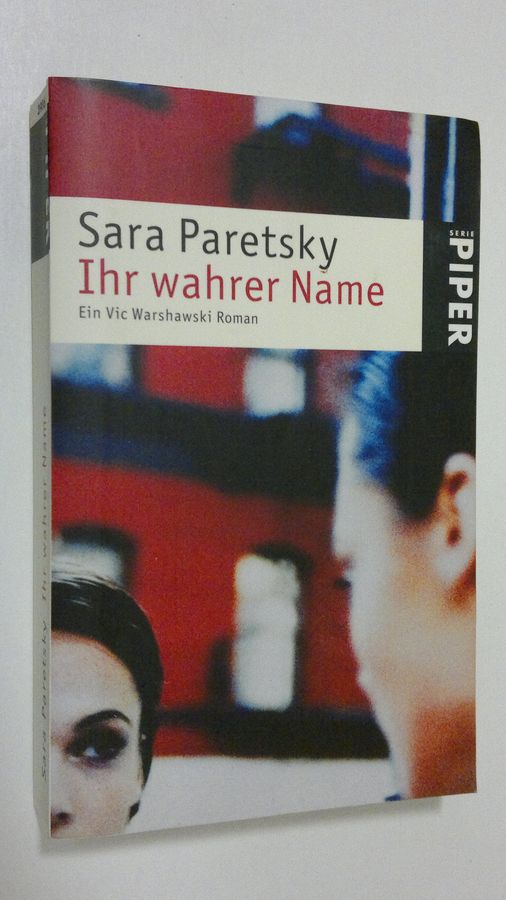 Sara Paretsky
Ihr wahrer Name
Ein Vic Warshawski Roman
SERIE
PIPER
Sara Paretsky Ihr wahrer Name